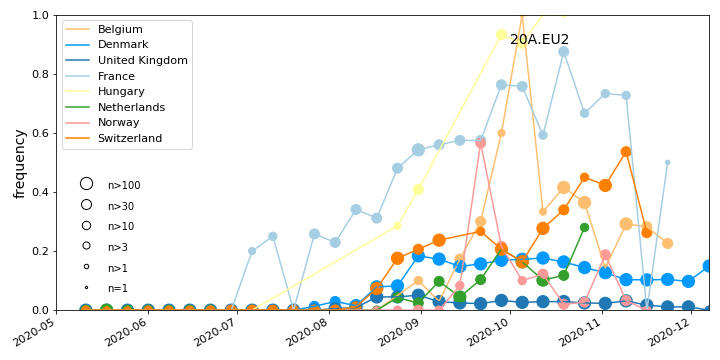 20A.EU2
frequency
1.0
0.8
0.6
0.4
0.2
0.0
Belgium
Denmark
United Kingdom
France
Hungary
Netherlands
Norway
Switzerland
n>100
n>30
n>10
n>3
n>1
n=1
2020-05
2020-06
2020-07
2020-08
2020-09
2020-10
2020-11
2020-12